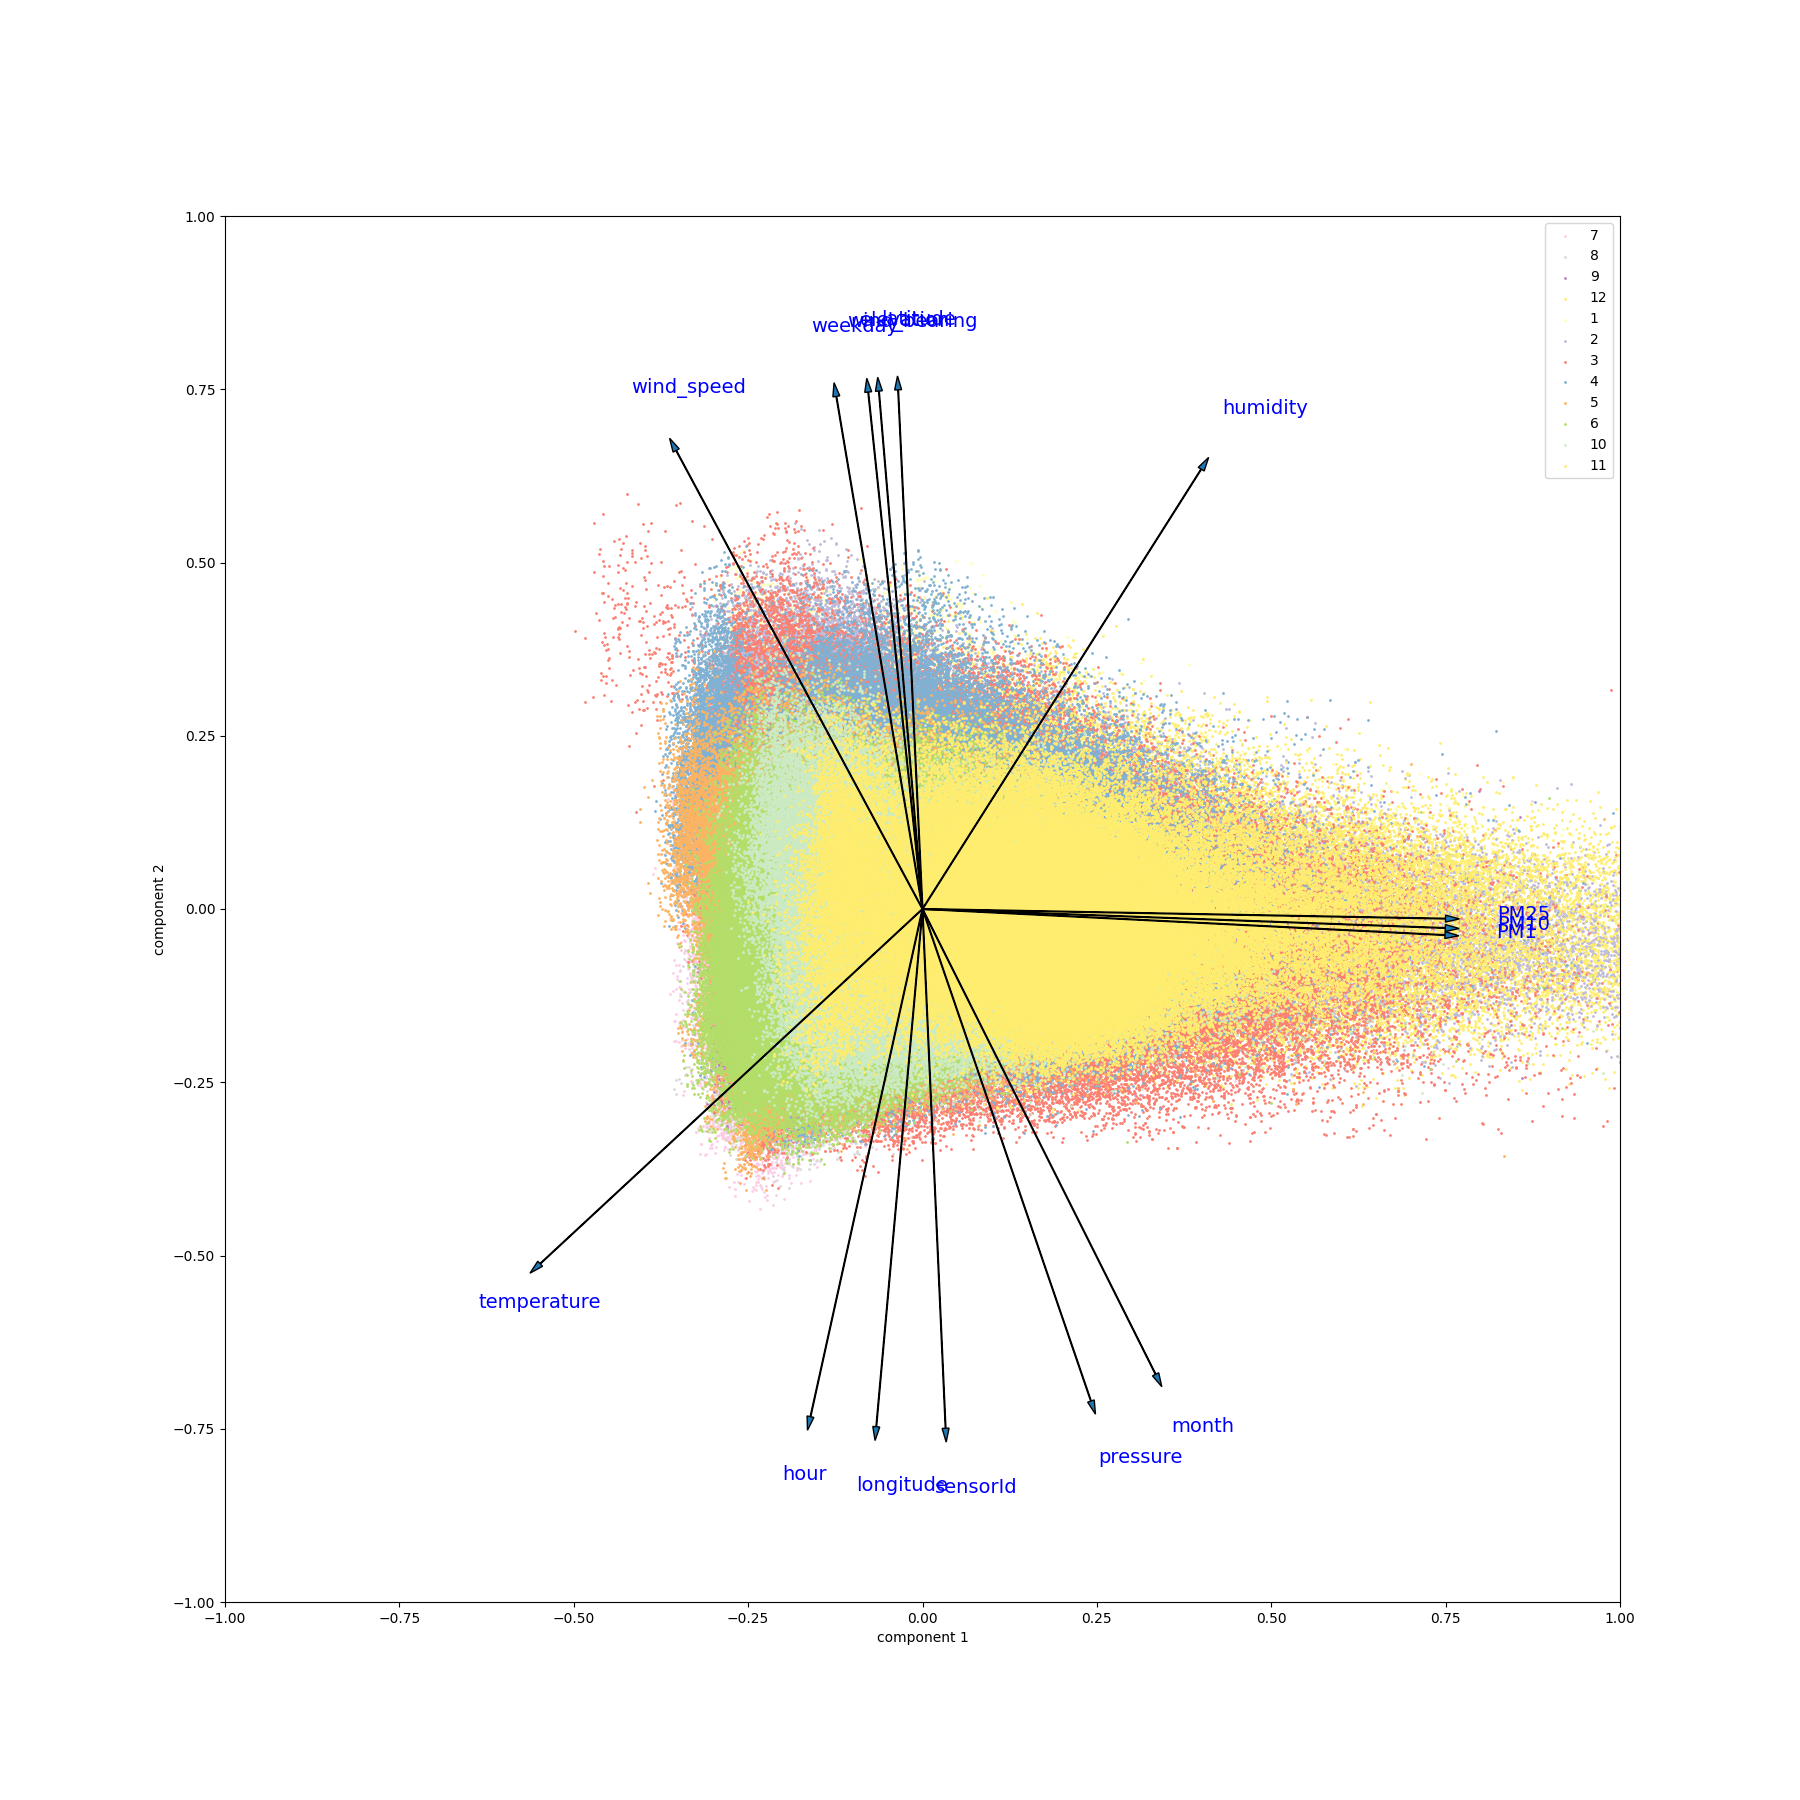 1.00
0.75
0.50
0.25
0.00
−0.25
−0.50
−0.75
−1.00
component 2
−1.00
−0.75
−0.50
−0.25
0.00
0.25
0.50
0.75
1.00
component 1
7
8
9
12
1
2
3
4
5
6
10
11
weekday
wind_bearing
wind_speed
humidity
PM25
PM10
PM1
temperature
hour
longitude
sensorId
pressure
month